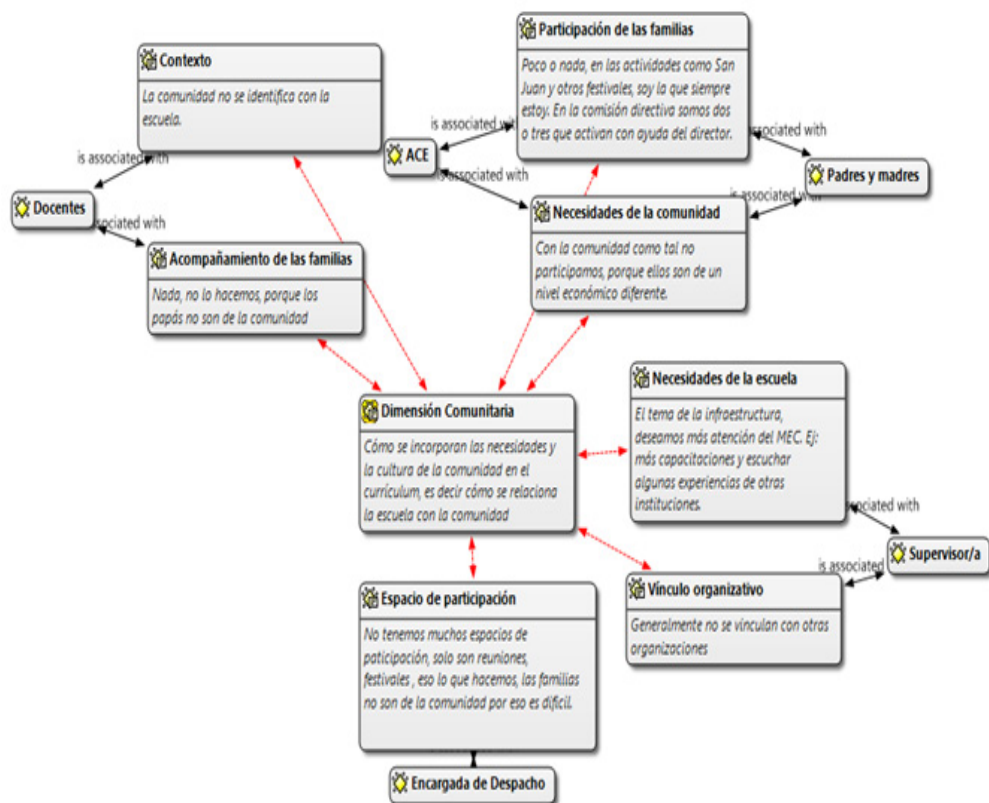 Participación de las familias
Poco o nada, en las actividades como San
Juan y otros festivales, soy la que siempre
estoy. En la comisión directiva somos dos
o tres que activan con ayuda del director.
Contexto
La comunidad no se identifica con la
escuela.
is associated with
associated with
ACE
is associated with
is associated with
Padres y madres
is associated with
Docentes
associated with
Necesidades de la comunidad
Con la comunidad como tal no
participamos, porque ellos son de un
nivel económico diferente.
Acompañamiento de las familias
Nada, no lo hacemos, porque los
papás no son de la comunidad
Necesidades de la escuela
El tema de la infraestructura,
deseamos más atención del MEC. Ej:
más capacitaciones y escuchar
algunas experiencias de otras
instituciones.
Dimensión Comunitaria
Cómo se incorporan las necesidades y
la cultura de la comunidad en el
currículum, es decir cómo se relaciona
la escuela con la comunidad
associated with
Supervisor/a
is associated
Vínculo organizativo
Generalmente no se vinculan con otras
organizaciones
Espacio de participación
No tenemos muchos espacios de
paticipación, solo son reuniones,
festivales , eso lo que hacemos, las familias
no son de la comunidad por eso es difícil.
Encargada de Despacho